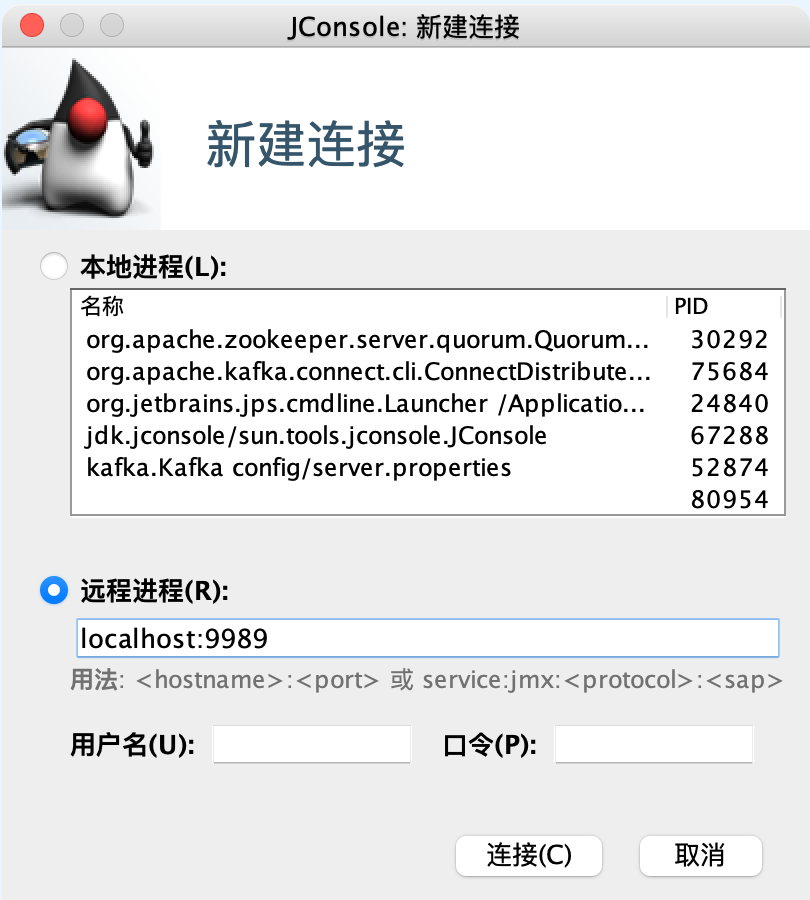 JConsole: 新建连接
新建连接
本地进程(L):
名称 PID
org.apache.zookeeper.server.quorum.Quorum... 30292
org.apache.kafka.connect.cli.ConnectDistribute... 75684
org.jetbrains.jps.cmdline.Launcher /Applicatio... 24840
jdk.jconsole/sun.tools.jconsole.JConsole 67288
kafka.Kafka config/server.properties 52874
80954
远程进程(R):
localhost:9989
用法: <hostname>:<port> 或 service:jmx:<protocol>:<sap>
用户名(U): 口令(P):
连接(C) 取消